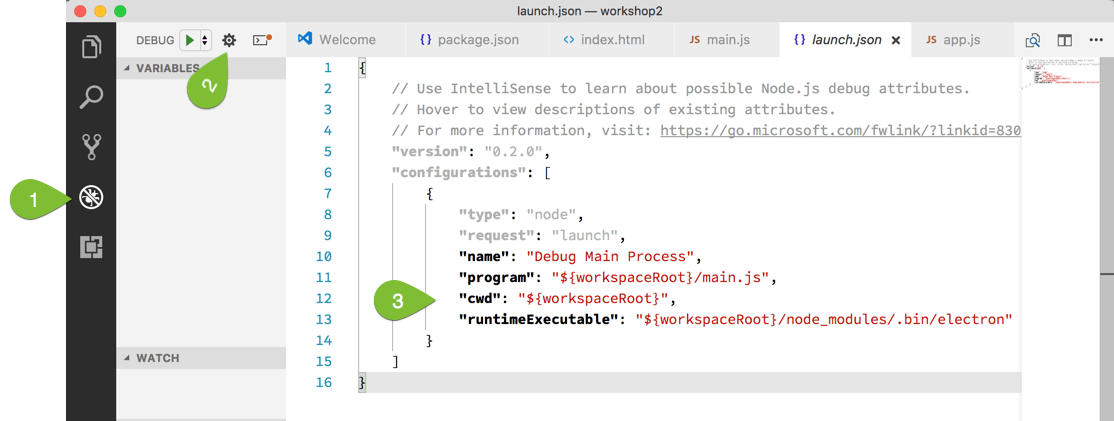 launch.json — workshop2
DEBUG
Welcome
{ } package.json
<> index.html
JS main.js
{ } launch.json
JS app.js
VARIABLES
WATCH
1
2
3
1 {
2 // Use IntelliSense to learn about possible Node.js debug attributes.
3 // Hover to view descriptions of existing attributes.
4 // For more information, visit: https://go.microsoft.com/fwlink/?linkid=830
5 "version": "0.2.0",
6 "configurations": [
7 {
8 "type": "node",
9 "request": "launch",
10 "name": "Debug Main Process",
11 "program": "${workspaceRoot}/main.js",
12 "cwd": "${workspaceRoot}",
13 "runtimeExecutable": "${workspaceRoot}/node_modules/.bin/electron"
14 }
15 ]
16 }